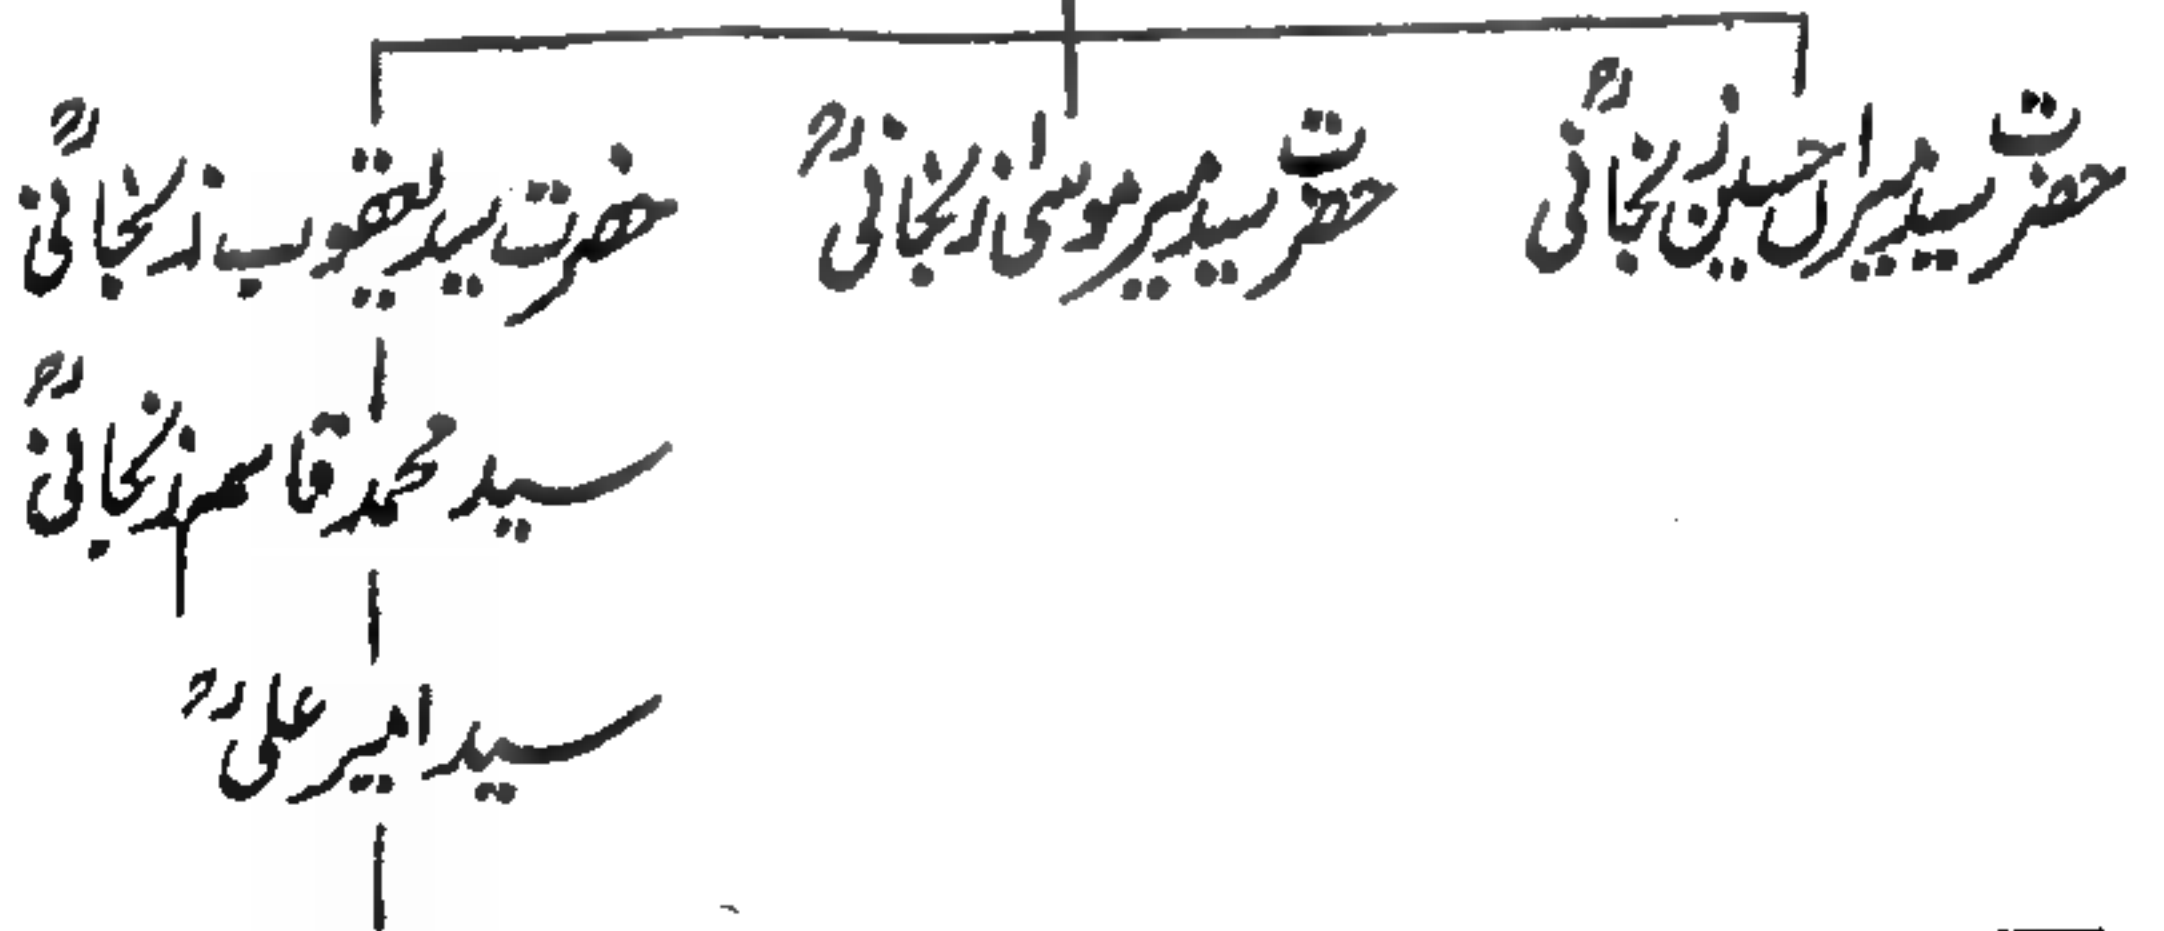 حضرت سید میراں حسین زنجانیؒ
حضرت سید میر موسیٰ زنجانیؒ
حضرت سید یعقوب زنجانیؒ
سید محمد قاسم زنجانیؒ
سید امیر علیؒ